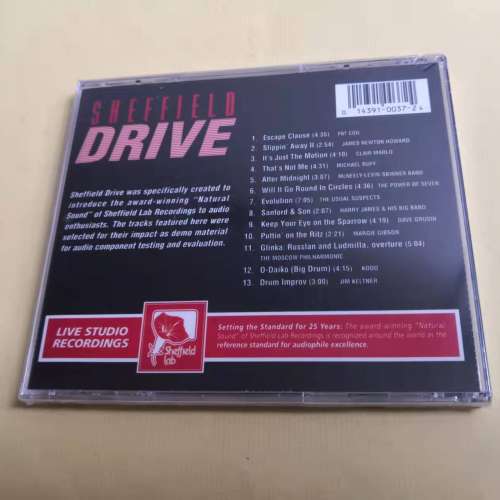 SHEFFIELD
DRIVE
Sheffield Drive was specifically created to
introduce the award-winning "Natural
Sound" of Sheffield Lab Recordings to audio
enthusiasts. The tracks featured here were
selected for their impact as demo material
for audio component testing and evaluation.
0 14391-0037-2 4
1. Escape Clause (4:35) PAT COIL
2. Slippin' Away II (2:54) JAMES NEWTON HOWARD
3. It's Just The Motion (4:10) CLAIR MARLO
4. That's Not Me (4:31) MICHAEL RUFF
5. After Midnight (3:07) McNEELY-LEVIN-SKINNER BAND
6. Will It Go Round In Circles (4:36) THE POWER OF SEVEN
7. Evolution (7:05) THE USUAL SUSPECTS
8. Sanford & Son (2:07) HARRY JAMES & HIS BIG BAND
9. Keep Your Eye on the Sparrow (4:19) DAVE GRUSIN
10. Puttin' on the Ritz (2:21) MARGIE GIBSON
11. Glinka: Russlan and Ludmilla, overture (5:04)
THE MOSCOW PHILHARMONIC
12. O-Daiko (Big Drum) (4:15) KODO
13. Drum Improv (3:00) JIM KELTNER
LIVE STUDIO
RECORDINGS
Sheffield
Lab
Setting the Standard for 25 Years: The award-winning "Natural
Sound" of Sheffield Lab Recordings is recognized around the world as the
reference standard for audiophile excellence.